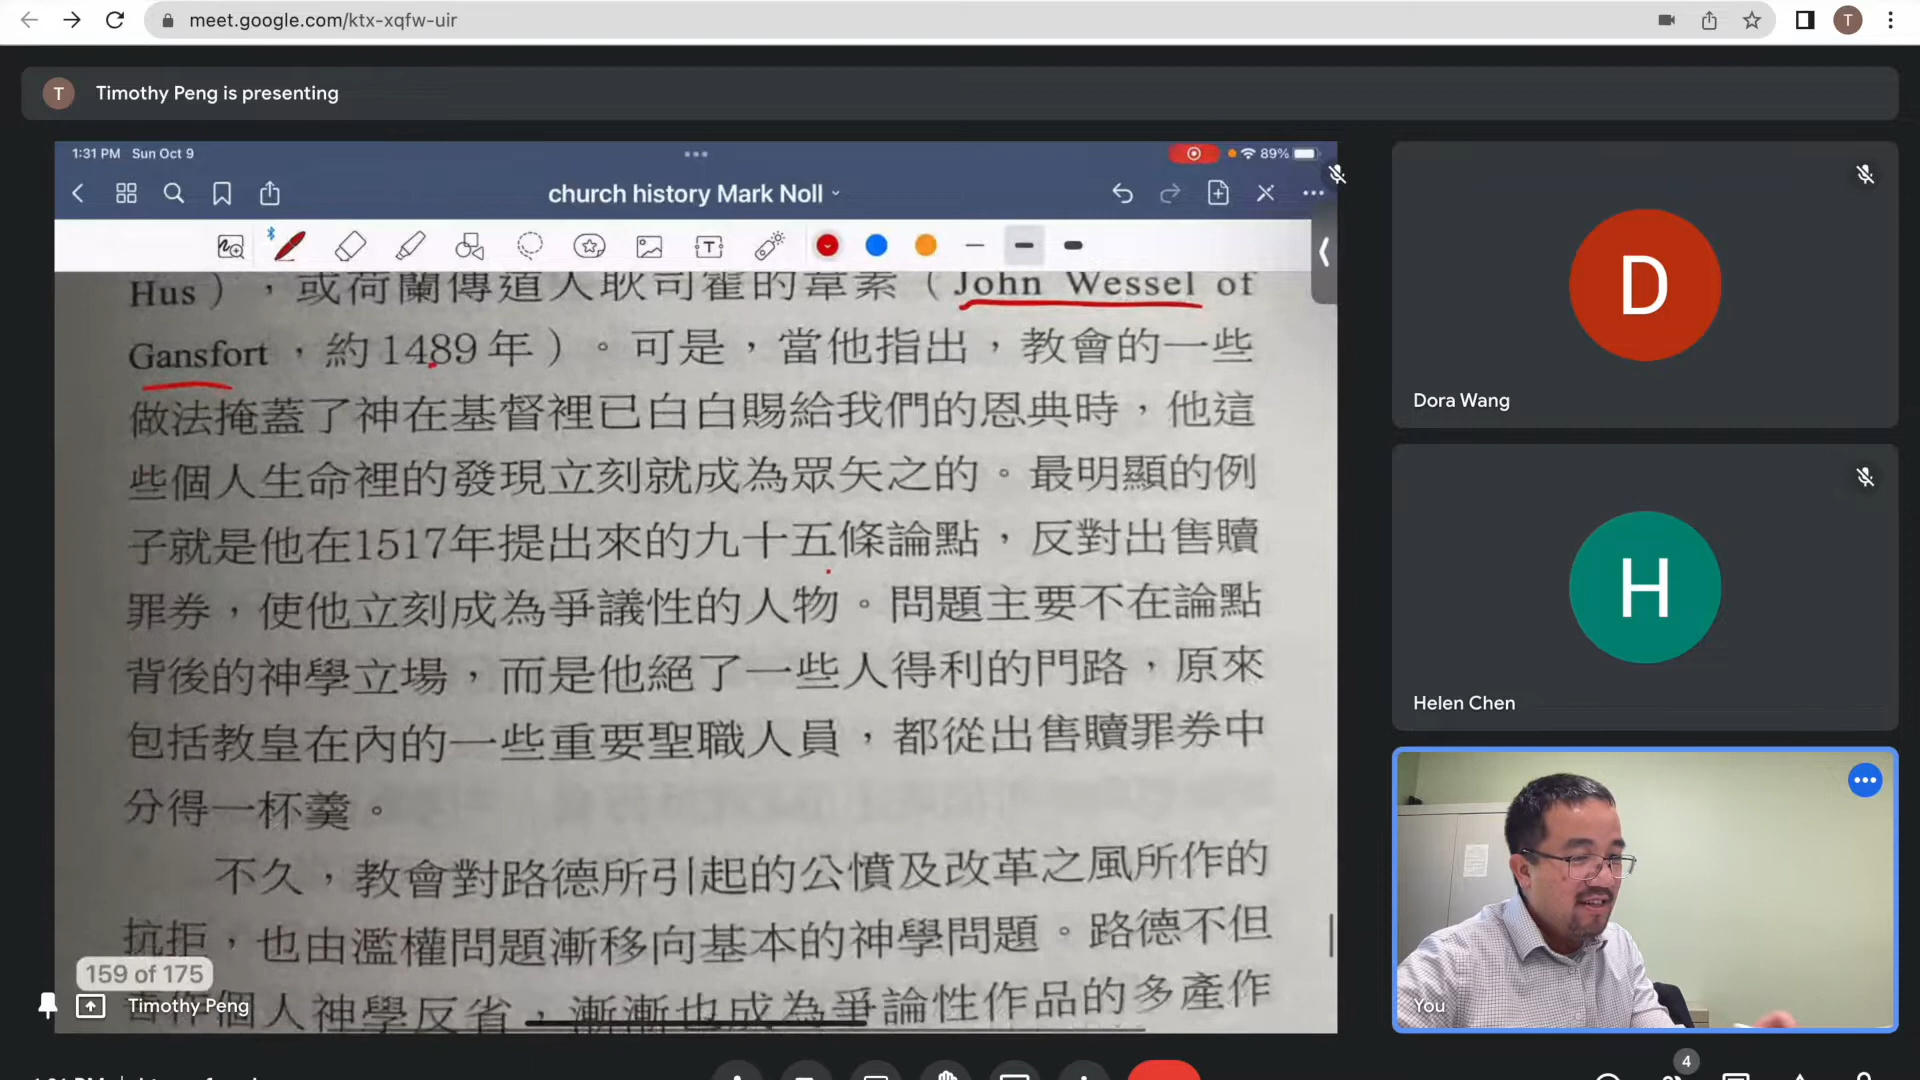 meet.google.com/ktx-xqfw-uir
T
T
Timothy Peng is presenting
1:31 PM Sun Oct 9
89%
church history Mark Noll
T
Hus），或荷蘭傳道人耿司霍的韋素（John Wessel of
Gansfort，約1489年）。可是，當他指出，教會的一些
做法掩蓋了神在基督裡已白白賜給我們的恩典時，他這
些個人生命裡的發現立刻就成為眾矢之的。最明顯的例
子就是他在1517年提出來的九十五條論點，反對出售贖
罪券，使他立刻成為爭議性的人物。問題主要不在論點
背後的神學立場，而是他絕了一些人得利的門路，原來
包括教皇在內的一些重要聖職人員，都從出售贖罪券中
分得一杯羹。
不久，教會對路德所引起的公憤及改革之風所作的
抗拒，也由濫權問題漸移向基本的神學問題。路德不但
個人神學反省，漸漸也成為爭論性作品的多產作
159 of 175
Timothy Peng
D
Dora Wang
H
Helen Chen
You
4